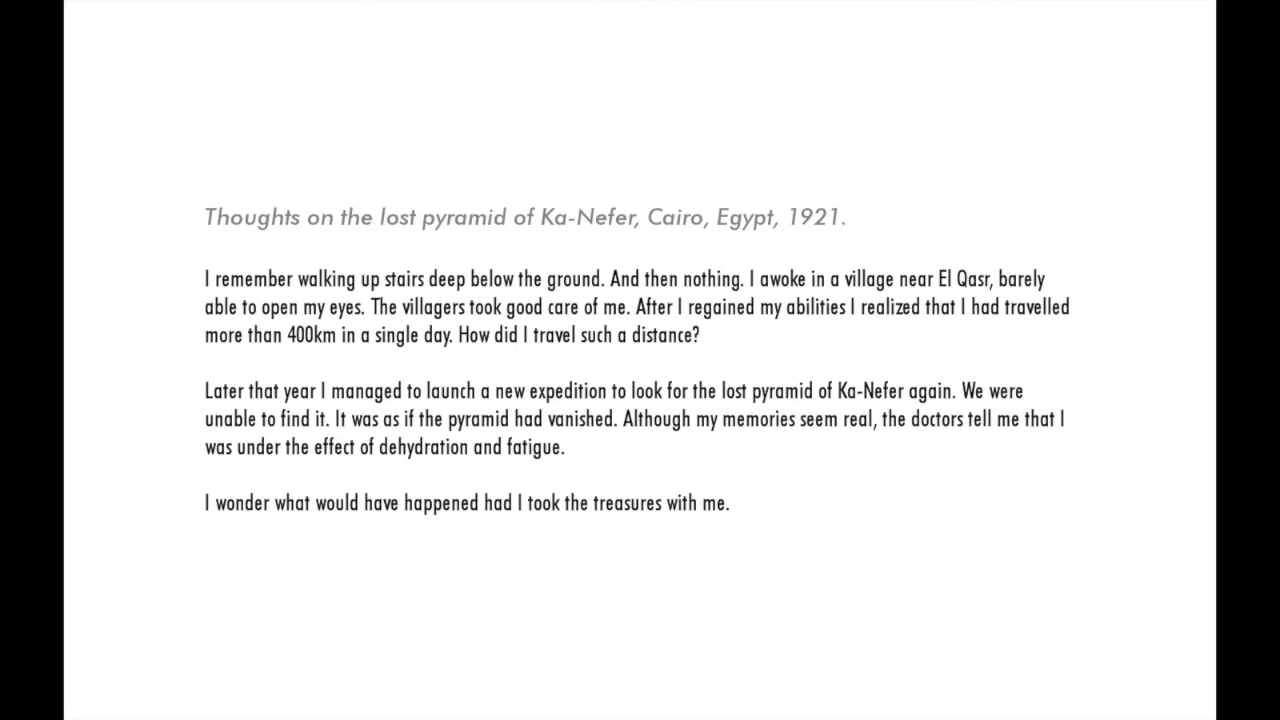 Thoughts on the lost pyramid of Ka-Nefer, Cairo, Egypt, 1921.
I remember walking up stairs deep below the ground. And then nothing. I awoke in a village near El Qasr, barely
able to open my eyes. The villagers took good care of me. After I regained my abilities I realized that I had travelled
more than 400km in a single day. How did I travel such a distance?
Later that year I managed to launch a new expedition to look for the lost pyramid of Ka-Nefer again. We were
unable to find it. It was as if the pyramid had vanished. Although my memories seem real, the doctors tell me that I
was under the effect of dehydration and fatigue.
I wonder what would have happened had I took the treasures with me.